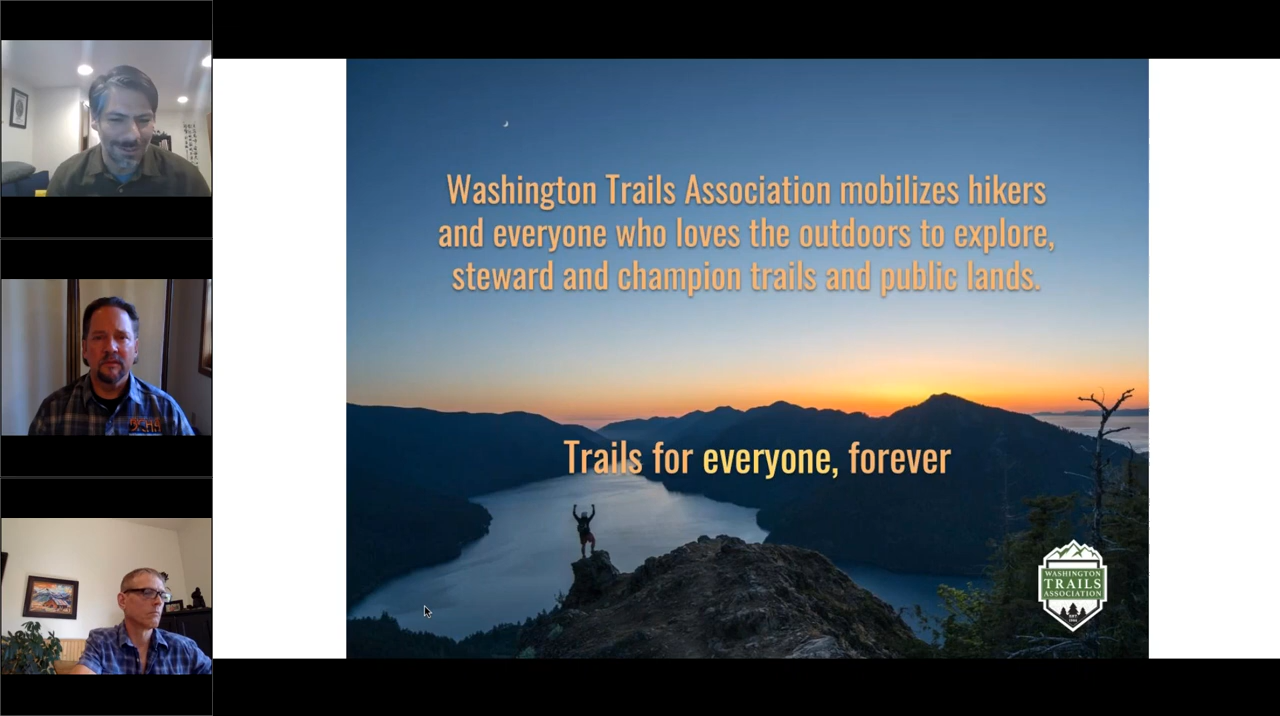 Washington Trails Association mobilizes hikers
and everyone who loves the outdoors to explore,
steward and champion trails and public lands.
Trails for everyone, forever
WASHINGTON
TRAILS
ASSOCIATION